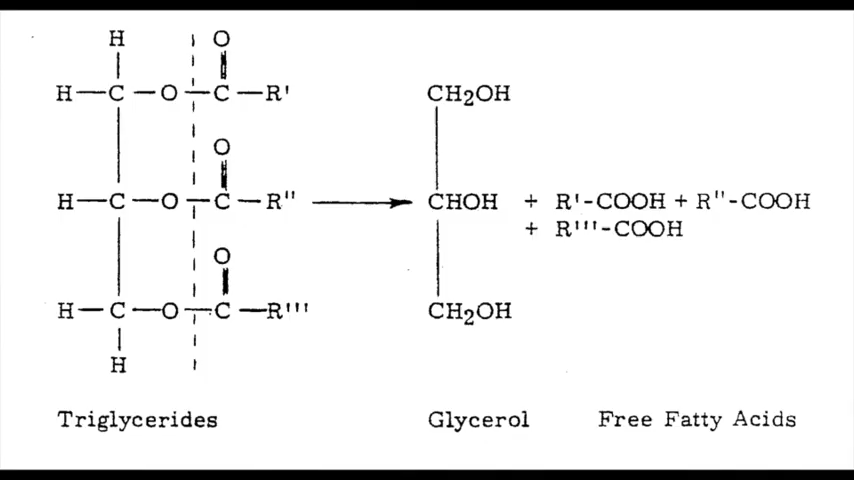 H O
H—C—O—C—R'
O
H—C—O—C—R''
O
H—C—O—C—R'''
H
CH2OH
CHOH + R'-COOH + R''-COOH
+ R'''-COOH
CH2OH
Triglycerides Glycerol Free Fatty Acids